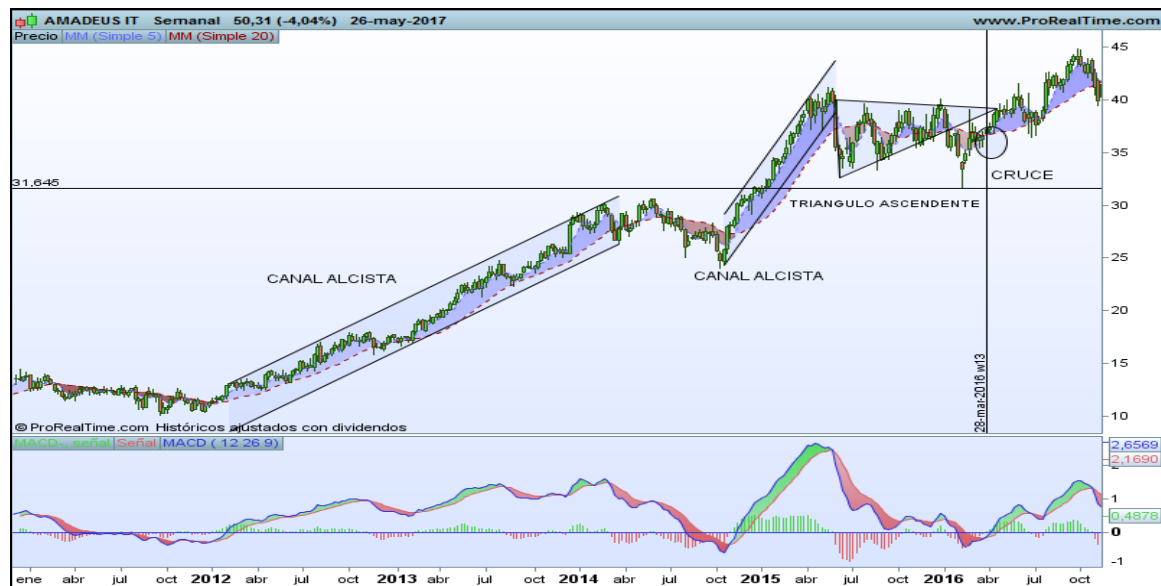 AMADEUS IT Semanal 50,31 (-4,04%) 26-may-2017 www.ProRealTime.com
Precio MM (Simple 5) MM (Simple 20)
45
40
35
31,645
CRUCE
TRIANGULO ASCENDENTE
30
CANAL ALCISTA
CANAL ALCISTA
25
20
15
28-mar-2016 w13
10
© ProRealTime.com Históricos ajustados con dividendos
MACD-, señal Señal MACD ( 12 26 9)
2,6569
2,1690
2
1
0,4878
0
-1
ene abr jul oct 2012 abr jul oct 2013 abr jul oct 2014 abr jul oct 2015 abr jul oct 2016 abr jul oct